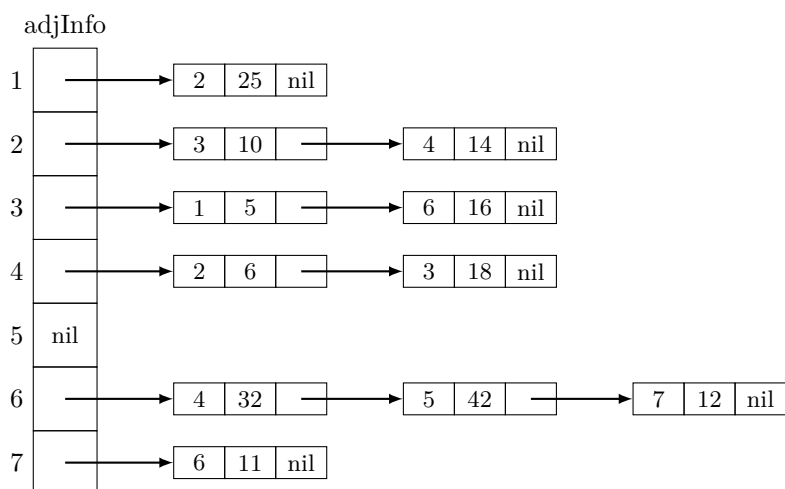 adjInfo
1 2 25 nil
2 3 10 4 14 nil
3 1 5 6 16 nil
4 2 6 3 18 nil
5 nil
6 4 32 5 42 7 12 nil
7 6 11 nil